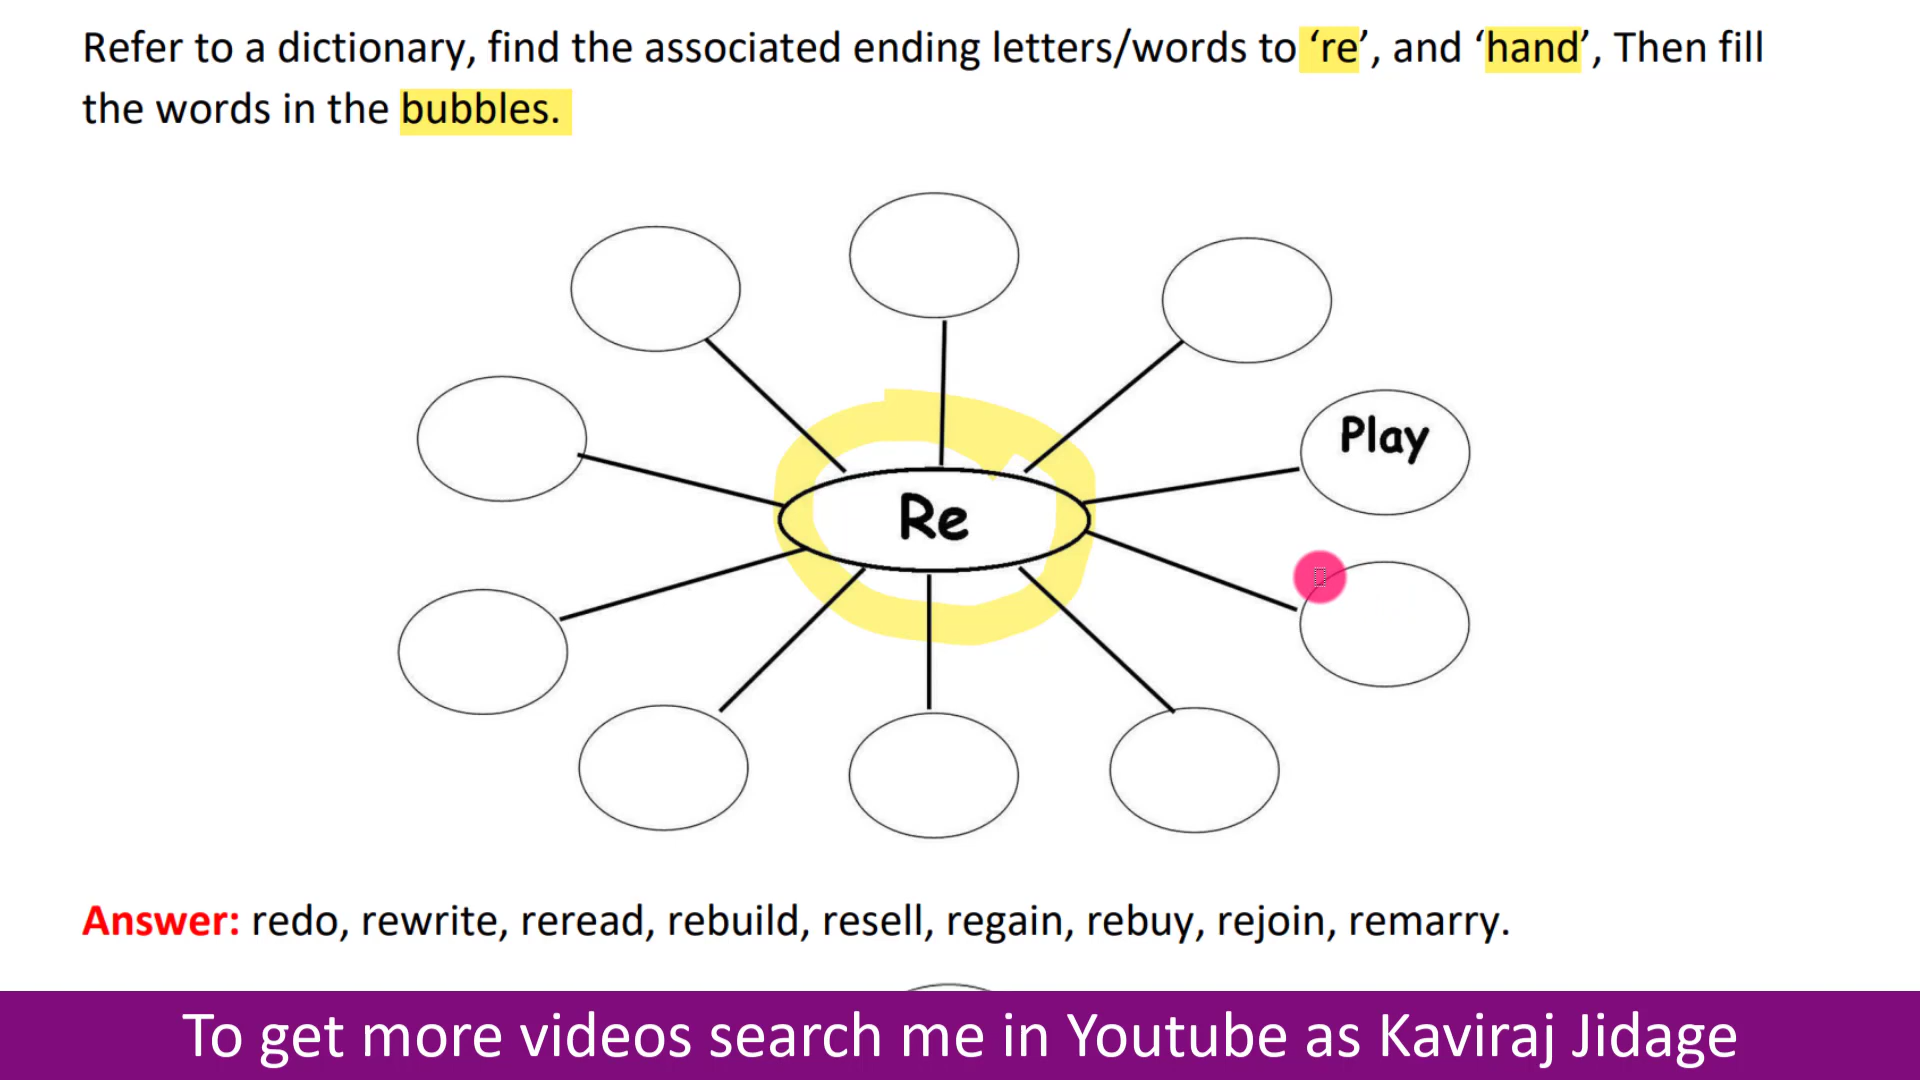 Refer to a dictionary, find the associated ending letters/words to ‘re’, and ‘hand’, Then fill
the words in the bubbles.
Play
Re
Answer: redo, rewrite, reread, rebuild, resell, regain, rebuy, rejoin, remarry.
To get more videos search me in Youtube as Kaviraj Jidage